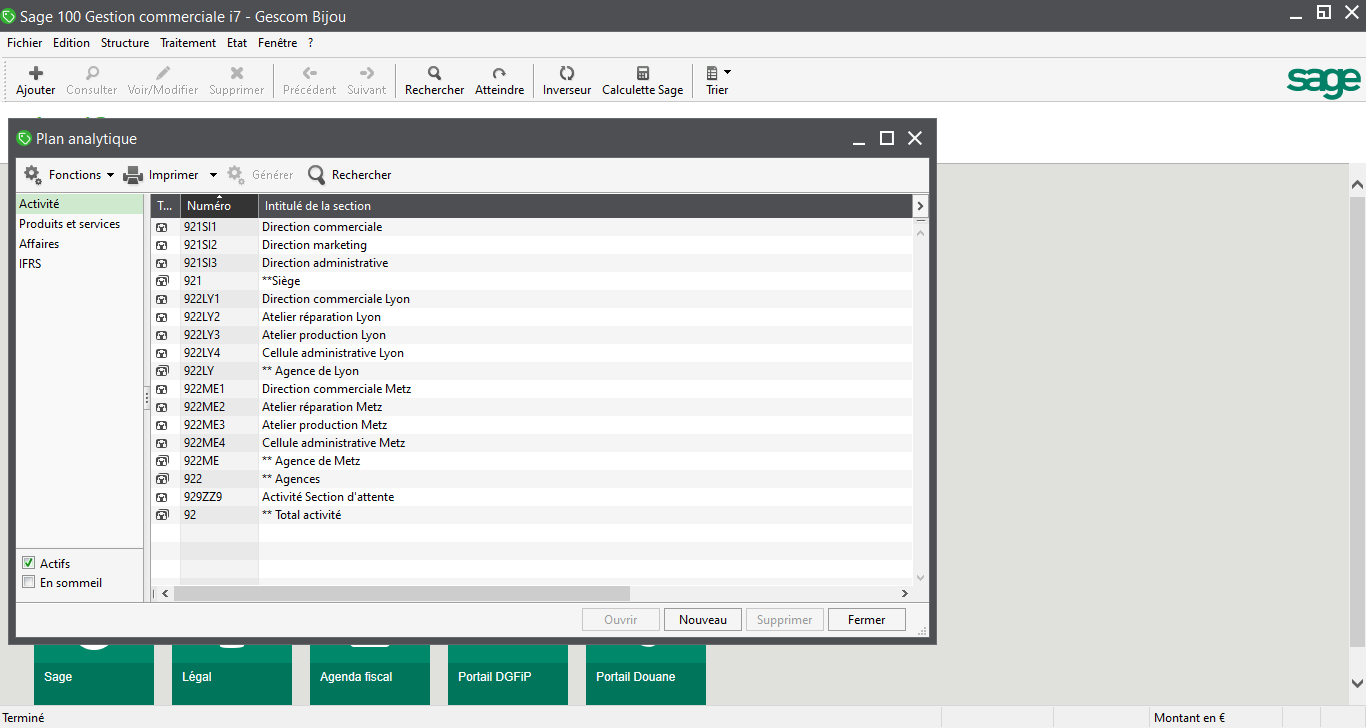 Sage 100 Gestion commerciale i7 - Gescom Bijou
Fichier Edition Structure Traitement Etat Fenêtre ?
Ajouter Consulter Voir/Modifier Supprimer Précédent Suivant Rechercher Atteindre Inverseur Calculette Sage Trier
sage
Plan analytique
Fonctions Imprimer Générer Rechercher
Activité
Produits et services
Affaires
IFRS
T... Numéro Intitulé de la section
921SI1 Direction commerciale
921SI2 Direction marketing
921SI3 Direction administrative
921 **Siège
922LY1 Direction commerciale Lyon
922LY2 Atelier réparation Lyon
922LY3 Atelier production Lyon
922LY4 Cellule administrative Lyon
922LY ** Agence de Lyon
922ME1 Direction commerciale Metz
922ME2 Atelier réparation Metz
922ME3 Atelier production Metz
922ME4 Cellule administrative Metz
922ME ** Agence de Metz
922 ** Agences
929ZZ9 Activité Section d'attente
92 ** Total activité
Actifs
En sommeil
Ouvrir Nouveau Supprimer Fermer
Sage Légal Agenda fiscal Portail DGFiP Portail Douane
Terminé Montant en €